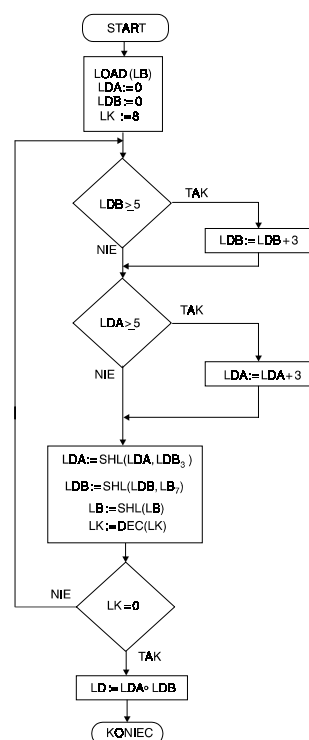 START
LOAD(LB)
LDA:=0
LDB:=0
LK :=8
LDB≥5
TAK
NIE
LDB:=LDB+3
LDA≥5
TAK
NIE
LDA:=LDA+3
LDA:=SHL(LDA,LDB₃)
LDB:=SHL(LDB,LB₇)
LB:=SHL(LB)
LK:=DEC(LK)
NIE
LK=0
TAK
LD:=LDA∘LDB
KONIEC